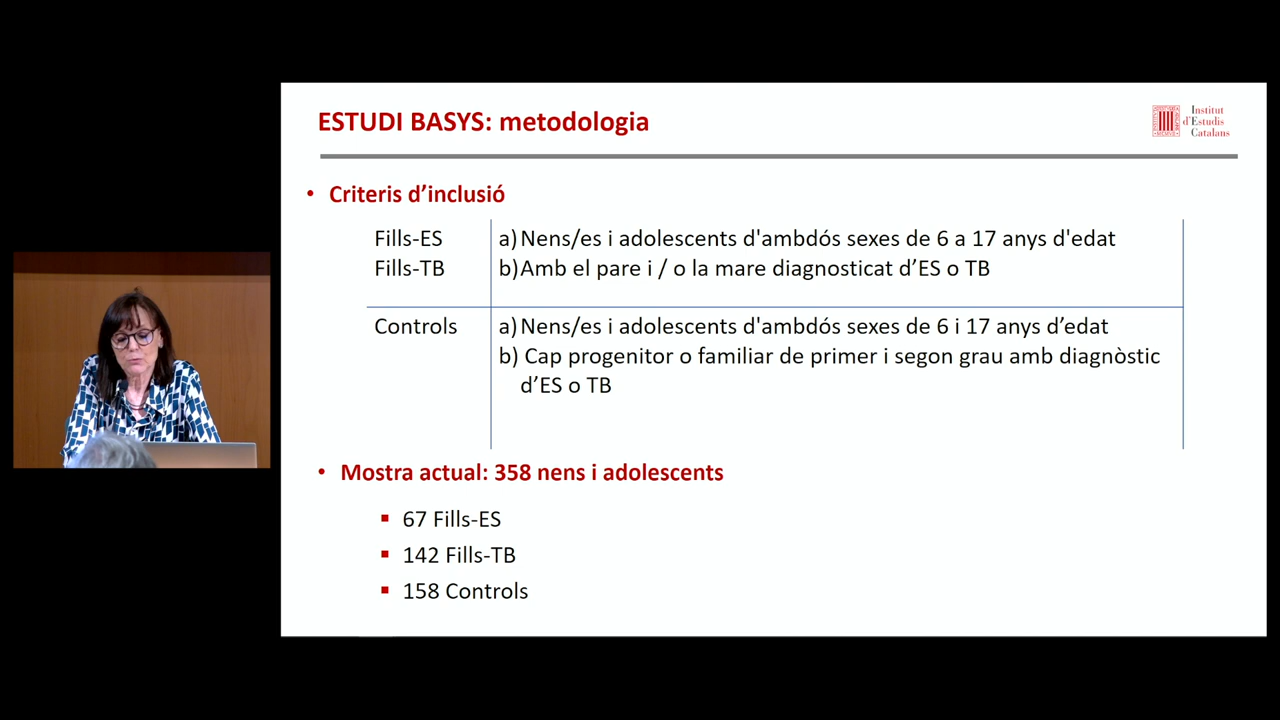 ESTUDI BASYS: metodologia
Institut
d'Estudis
Catalans
• Criteris d’inclusió
Fills-ES
Fills-TB
a) Nens/es i adolescents d'ambdós sexes de 6 a 17 anys d'edat
b) Amb el pare i / o la mare diagnosticat d’ES o TB
Controls
a) Nens/es i adolescents d'ambdós sexes de 6 i 17 anys d’edat
b) Cap progenitor o familiar de primer i segon grau amb diagnòstic
d’ES o TB
• Mostra actual: 358 nens i adolescents
▪ 67 Fills-ES
▪ 142 Fills-TB
▪ 158 Controls